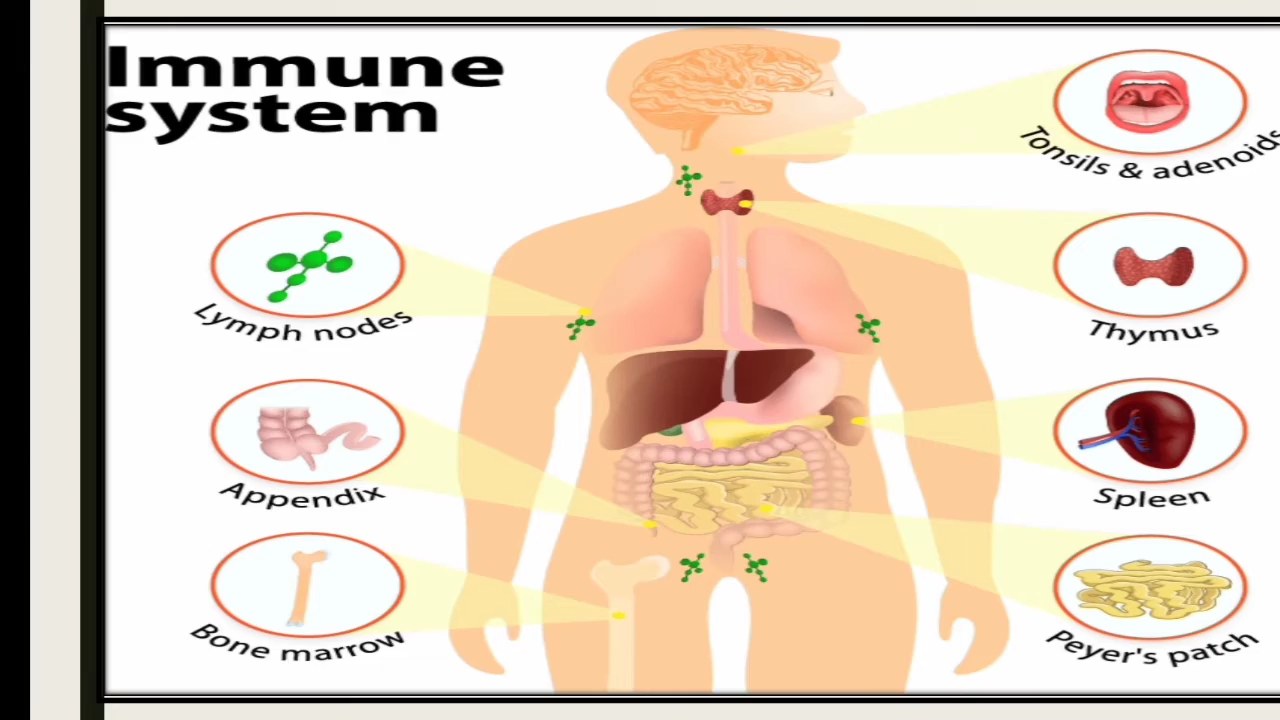 Immune
system
Tonsils & adenoids
Lymph nodes
Thymus
Appendix
Spleen
Bone marrow
Peyer's patch